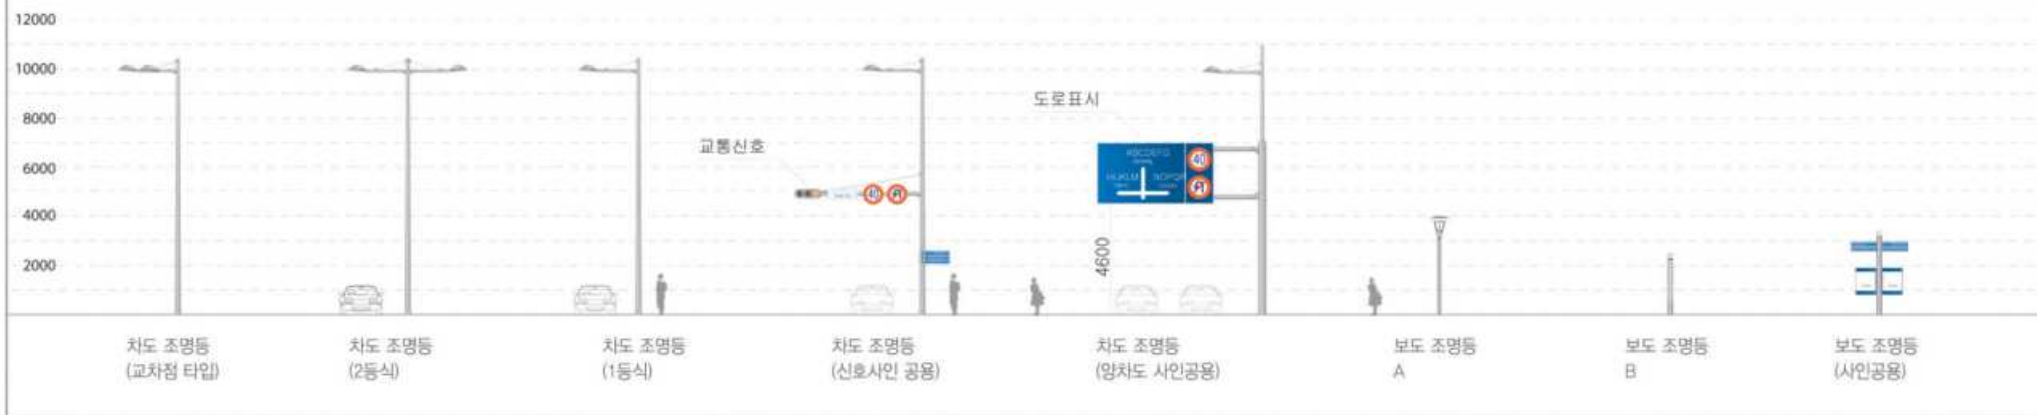 12000
10000
8000
6000
4000
2000
교통신호
도로표시
ABCDEFG
HIJKLM NOPQR
40
40
4600
차도 조명등
(교차점 타입)
차도 조명등
(2등식)
차도 조명등
(1등식)
차도 조명등
(신호사인 공용)
차도 조명등
(양차도 사인공용)
보도 조명등
A
보도 조명등
B
보도 조명등
(사인공용)